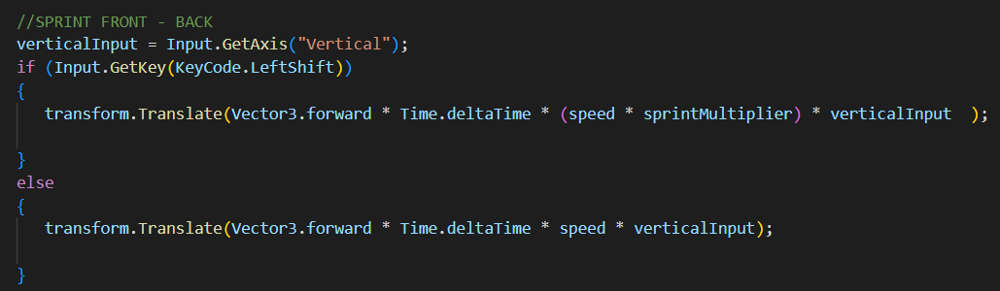 //SPRINT FRONT - BACK
verticalInput = Input.GetAxis("Vertical");
if (Input.GetKey(KeyCode.LeftShift))
{
transform.Translate(Vector3.forward * Time.deltaTime * (speed * sprintMultiplier) * verticalInput  );
}
else
{
transform.Translate(Vector3.forward * Time.deltaTime * speed * verticalInput);
}